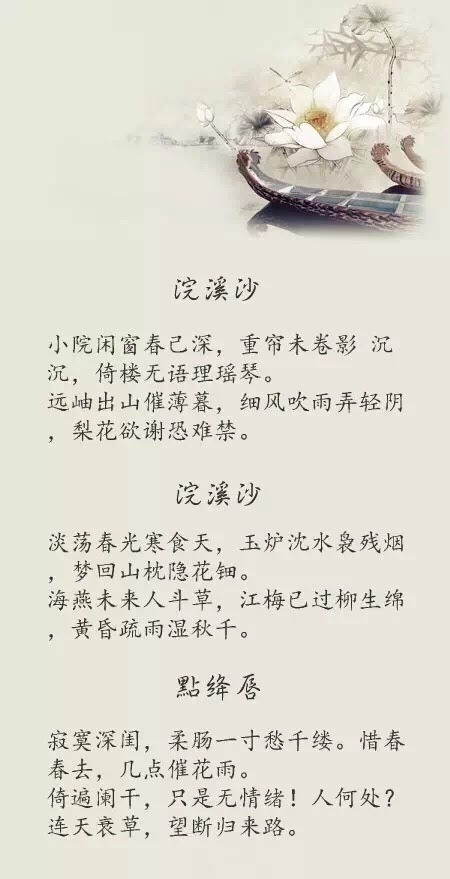 浣溪沙
小院闲窗春己深，重帘未卷影 沉
沉，倚楼无语理瑶琴。
远岫出山催薄暮，细风吹雨弄轻阴
，梨花欲谢恐难禁。
浣溪沙
淡荡春光寒食天，玉炉沈水袅残烟
，梦回山枕隐花钿。
海燕未来人斗草，江梅已过柳生绵
，黄昏疏雨湿秋千。
點绛唇
寂寞深闺，柔肠一寸愁千缕。惜春
春去，几点催花雨。
倚遍阑干，只是无情绪！人何处？
连天衰草，望断归来路。